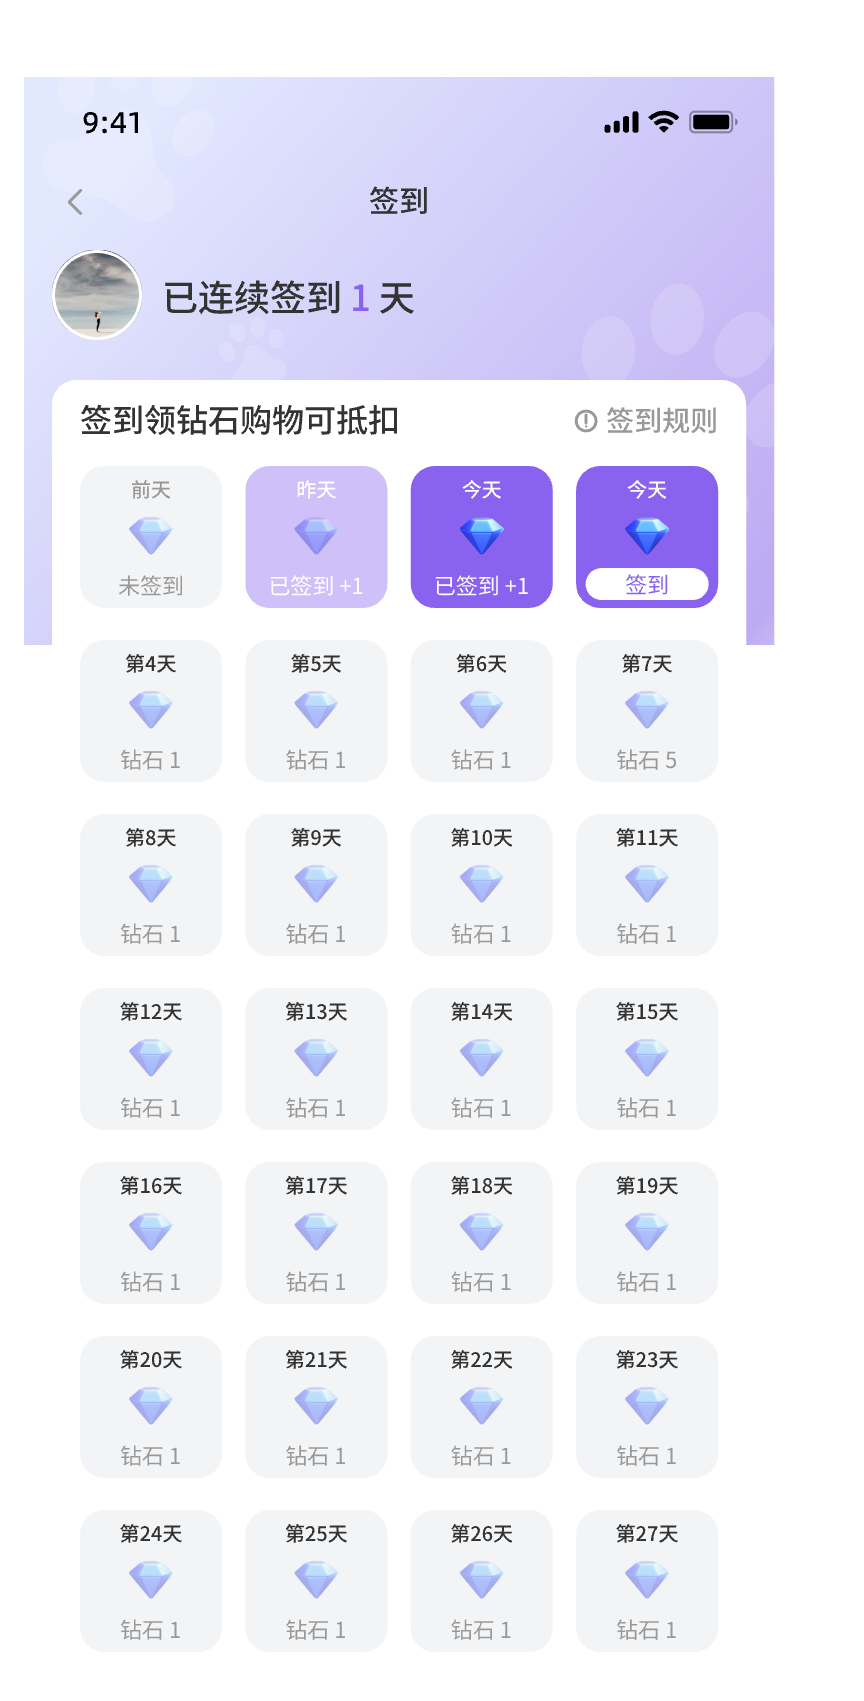 9:41
签到
已连续签到 1 天
签到领钻石购物可抵扣 签到规则
前天 昨天 今天 今天
未签到 已签到 +1 已签到 +1 签到
第4天 第5天 第6天 第7天
钻石 1 钻石 1 钻石 1 钻石 5
第8天 第9天 第10天 第11天
钻石 1 钻石 1 钻石 1 钻石 1
第12天 第13天 第14天 第15天
钻石 1 钻石 1 钻石 1 钻石 1
第16天 第17天 第18天 第19天
钻石 1 钻石 1 钻石 1 钻石 1
第20天 第21天 第22天 第23天
钻石 1 钻石 1 钻石 1 钻石 1
第24天 第25天 第26天 第27天
钻石 1 钻石 1 钻石 1 钻石 1